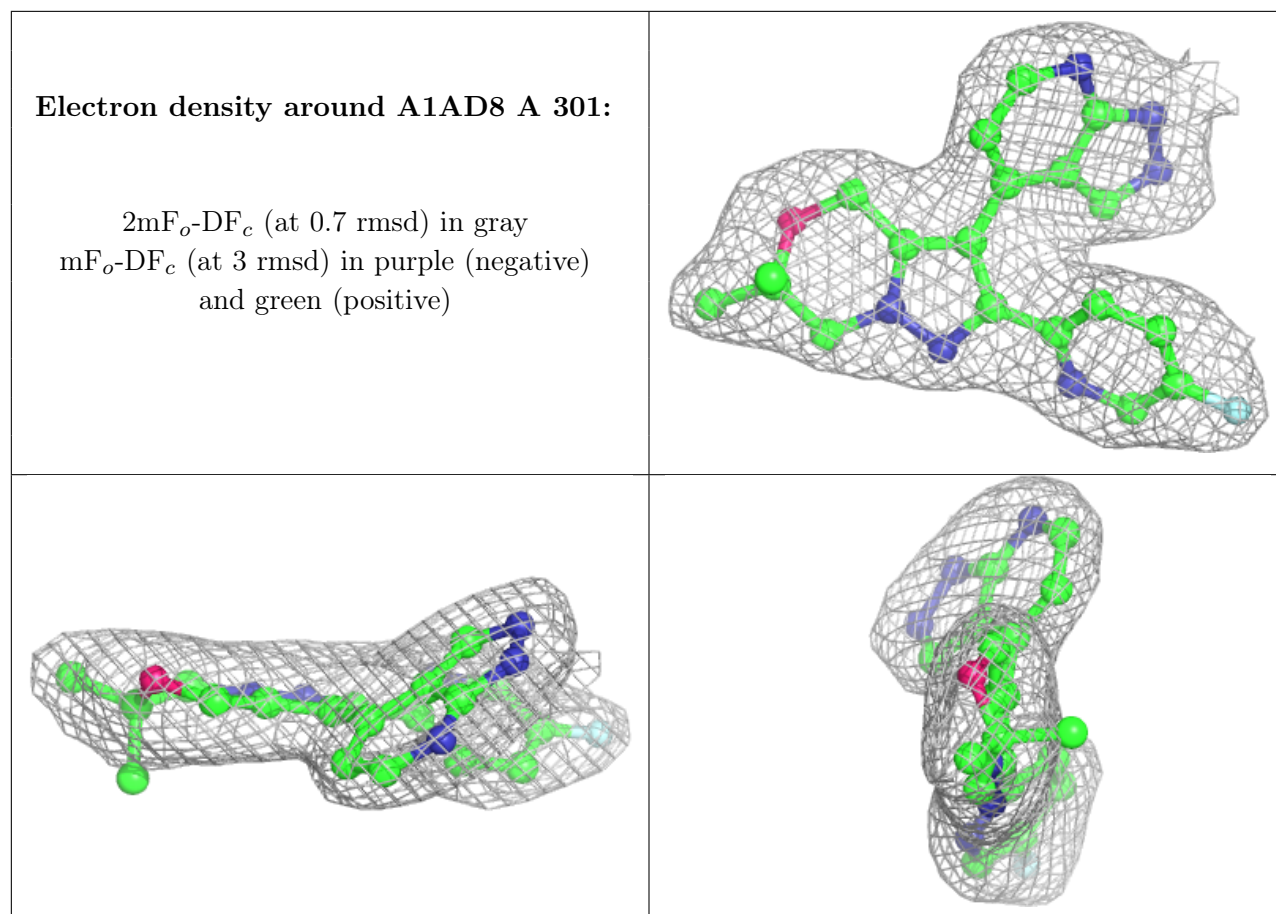 Electron density around A1AD8 A 301:
2mFo-DFc (at 0.7 rmsd) in gray
mFo-DFc (at 3 rmsd) in purple (negative)
and green (positive)